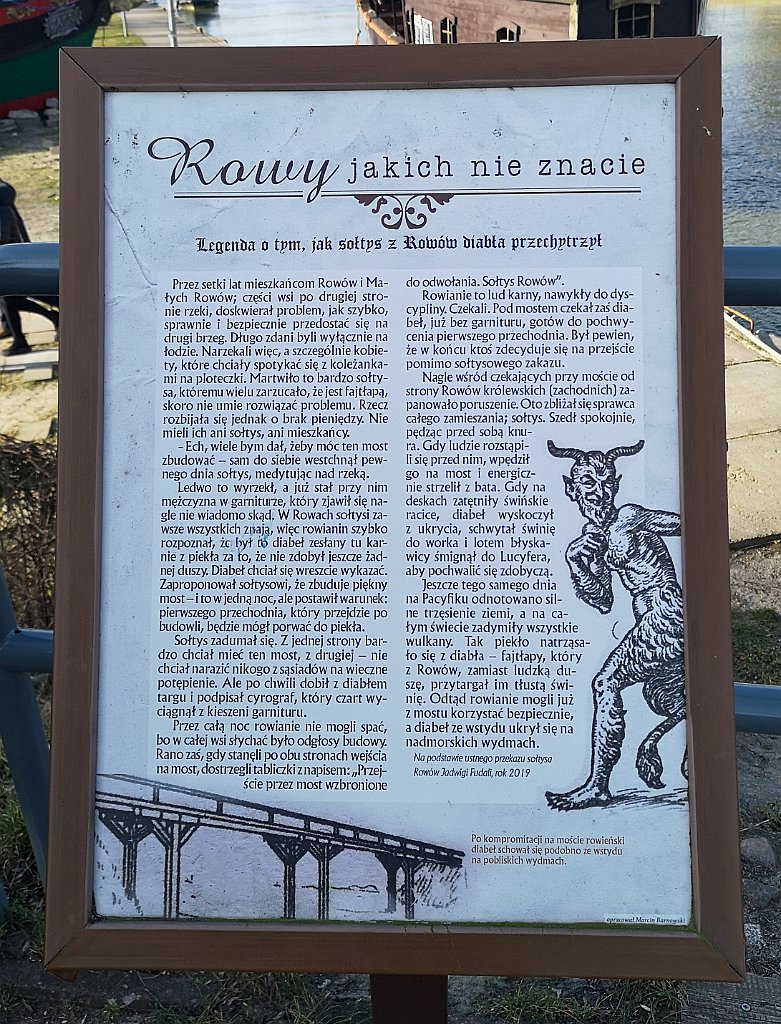 Rowy jakich nie znacie
Legenda o tym, jak sołtys z Rowów diabła przechytrzył
Przez setki lat mieszkańcom Rowów i Ma-
łych Rowów; części wsi po drugiej stro-
nie rzeki, doskwierał problem, jak szybko,
sprawnie i bezpiecznie przedostać się na
drugi brzeg. Długo zdani byli wyłącznie na
łodzie. Narzekali więc, a szczególnie kobie-
ty, które chciały spotykać się z koleżanka-
mi na ploteczki. Martwiło to bardzo sołty-
sa, któremu wielu zarzucało, że jest fajtłapą,
skoro nie umie rozwiązać problemu. Rzecz
rozbijała się jednak o brak pieniędzy. Nie
mieli ich ani sołtys, ani mieszkańcy.
– Ech, wiele bym dał, żeby móc ten most
zbudować – sam do siebie westchnął pew-
nego dnia sołtys, medytując nad rzeką.
Ledwo to wyrzekł, a już stał przy nim
mężczyzna w garniturze, który zjawił się na-
gle nie wiadomo skąd. W Rowach sołtysi za-
wsze wszystkich znają, więc rowianin szybko
rozpoznał, że był to diabeł zesłany tu kar-
nie z piekła za to, że nie zdobył jeszcze żad-
nej duszy. Diabeł chciał się wreszcie wykazać.
Zaproponował sołtysowi, że zbuduje piękny
most – i to w jedną noc, ale postawił warunek:
pierwszego przechodnia, który przejdzie po
budowli, będzie mógł porwać do piekła.
Sołtys zadumał się. Z jednej strony bar-
dzo chciał mieć ten most, z drugiej – nie
chciał narazić nikogo z sąsiadów na wieczne
potępienie. Ale po chwili dobił z diabłem
targu i podpisał cyrograf, który czart wy-
ciągnął z kieszeni garnituru.
Przez całą noc rowianie nie mogli spać,
bo w całej wsi słychać było odgłosy budowy.
Rano zaś, gdy stanęli po obu stronach wejścia
na most, dostrzegli tabliczki z napisem: „Przej-
ście przez most wzbronione
do odwołania. Sołtys Rowów”.
Rowianie to lud karny, nawykły do dys-
cypliny. Czekali. Pod mostem czekał zaś dia-
beł, już bez garnituru, gotów do pochwy-
cenia pierwszego przechodnia. Był pewien,
że w końcu ktoś zdecyduje się na przejście
pomimo sołtysowego zakazu.
Nagle wśród czekających przy moście od
strony Rowów królewskich (zachodnich) za-
panowało poruszenie. Oto zbliżał się sprawca
całego zamieszania; sołtys. Szedł spokojnie,
pędząc przed sobą knu-
ra. Gdy ludzie rozstąpi-
li się przed nim, wpędził
go na most i energicz-
nie strzelił z bata. Gdy na
deskach zatętniły świńskie
racice, diabeł wyskoczył
z ukrycia, schwytał świnię
do worka i lotem błyska-
wicy śmignął do Lucyfera,
aby pochwalić się zdobyczą.
Jeszcze tego samego dnia
na Pacyfiku odnotowano sil-
ne trzęsienie ziemi, a na ca-
łym świecie zadymiły wszystkie
wulkany. Tak piekło natrząsa-
ło się z diabła – fajtłapy, który
z Rowów, zamiast ludzką du-
szę, przytargał im tłustą świ-
nię. Odtąd rowianie mogli już
z mostu korzystać bezpiecznie,
a diabeł ze wstydu ukrył się na
nadmorskich wydmach.
Na podstawie ustnego przekazu sołtysa
Rowów Jadwigi Fudali, rok 2019
Po kompromitacji na moście rowieński
diabeł schował się podobno ze wstydu
na pobliskich wydmach.
opracował Marcin Barnowski